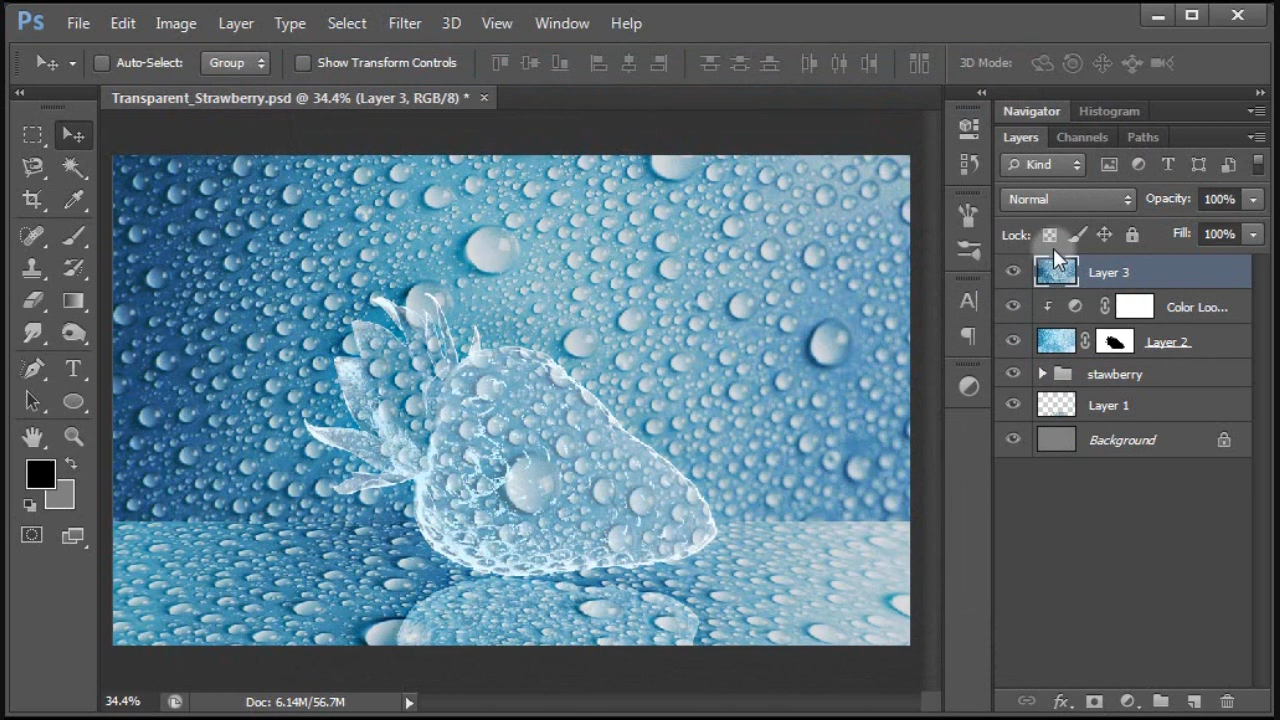 Ps File Edit Image Layer Type Select Filter 3D View Window Help
Auto-Select: Group Show Transform Controls 3D Mode:
Transparent_Strawberry.psd @ 34.4% (Layer 3, RGB/8) * ×
Navigator Histogram
Layers Channels Paths
Kind
Normal Opacity: 100%
Lock: Fill: 100%
Layer 3
Color Loo...
Layer 2
stawberry
Layer 1
Background
34.4% Doc: 6.14M/56.7M